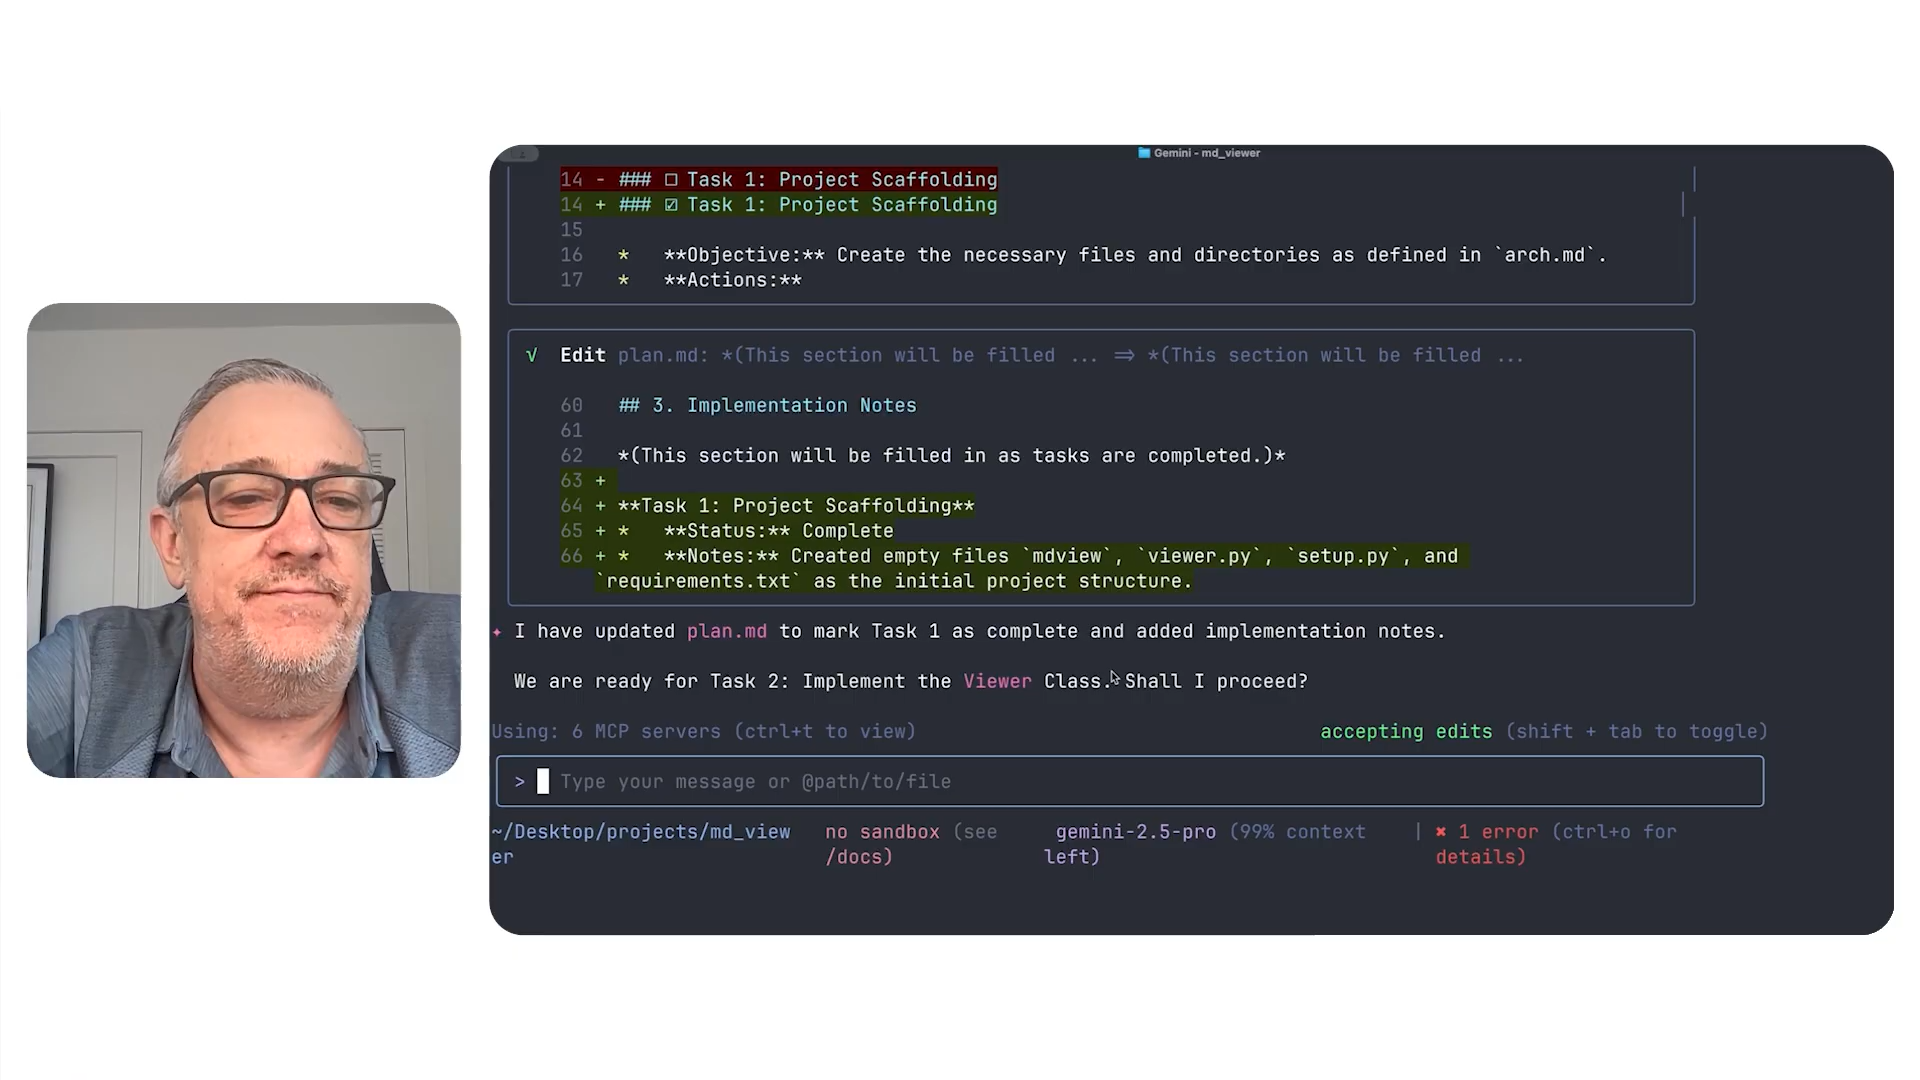 Gemini - md_viewer
14 - ### ☐ Task 1: Project Scaffolding
14 + ### ☑ Task 1: Project Scaffolding
15
16 * **Objective:** Create the necessary files and directories as defined in `arch.md`.
17 * **Actions:**
√ Edit plan.md: *(This section will be filled ... => *(This section will be filled ...
60 ## 3. Implementation Notes
61
62 *(This section will be filled in as tasks are completed.)*
63 +
64 + **Task 1: Project Scaffolding**
65 + * **Status:** Complete
66 + * **Notes:** Created empty files `mdview`, `viewer.py`, `setup.py`, and
`requirements.txt` as the initial project structure.
✦ I have updated plan.md to mark Task 1 as complete and added implementation notes.
We are ready for Task 2: Implement the Viewer Class. Shall I proceed?
Using: 6 MCP servers (ctrl+t to view) accepting edits (shift + tab to toggle)
> Type your message or @path/to/file
~/Desktop/projects/md_view no sandbox (see gemini-2.5-pro (99% context | ✖ 1 error (ctrl+o for
er /docs) left) details)